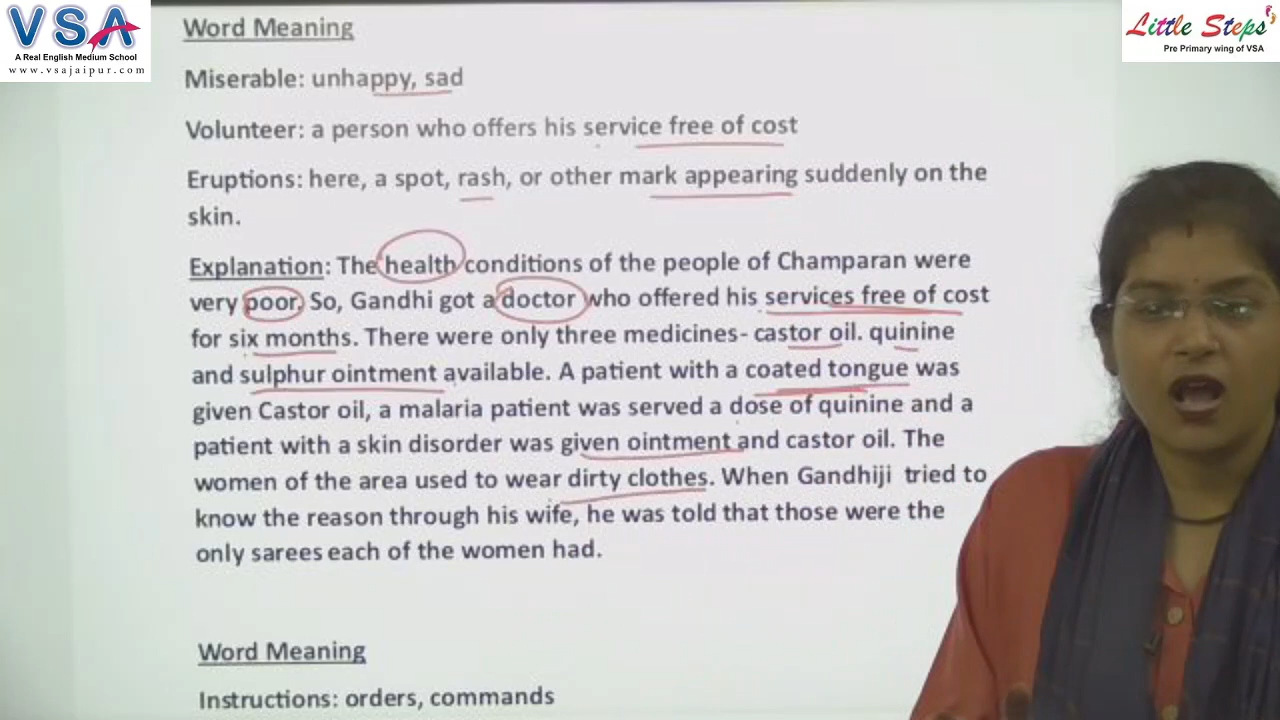 VSA
A Real English Medium School
www.vsajaipur.com
Little Steps
Pre Primary wing of VSA
Word Meaning
Miserable: unhappy, sad
Volunteer: a person who offers his service free of cost
Eruptions: here, a spot, rash, or other mark appearing suddenly on the
skin.
Explanation: The health conditions of the people of Champaran were
very poor. So, Gandhi got a doctor who offered his services free of cost
for six months. There were only three medicines- castor oil. quinine
and sulphur ointment available. A patient with a coated tongue was
given Castor oil, a malaria patient was served a dose of quinine and a
patient with a skin disorder was given ointment and castor oil. The
women of the area used to wear dirty clothes. When Gandhiji tried to
know the reason through his wife, he was told that those were the
only sarees each of the women had.
Word Meaning
Instructions: orders, commands